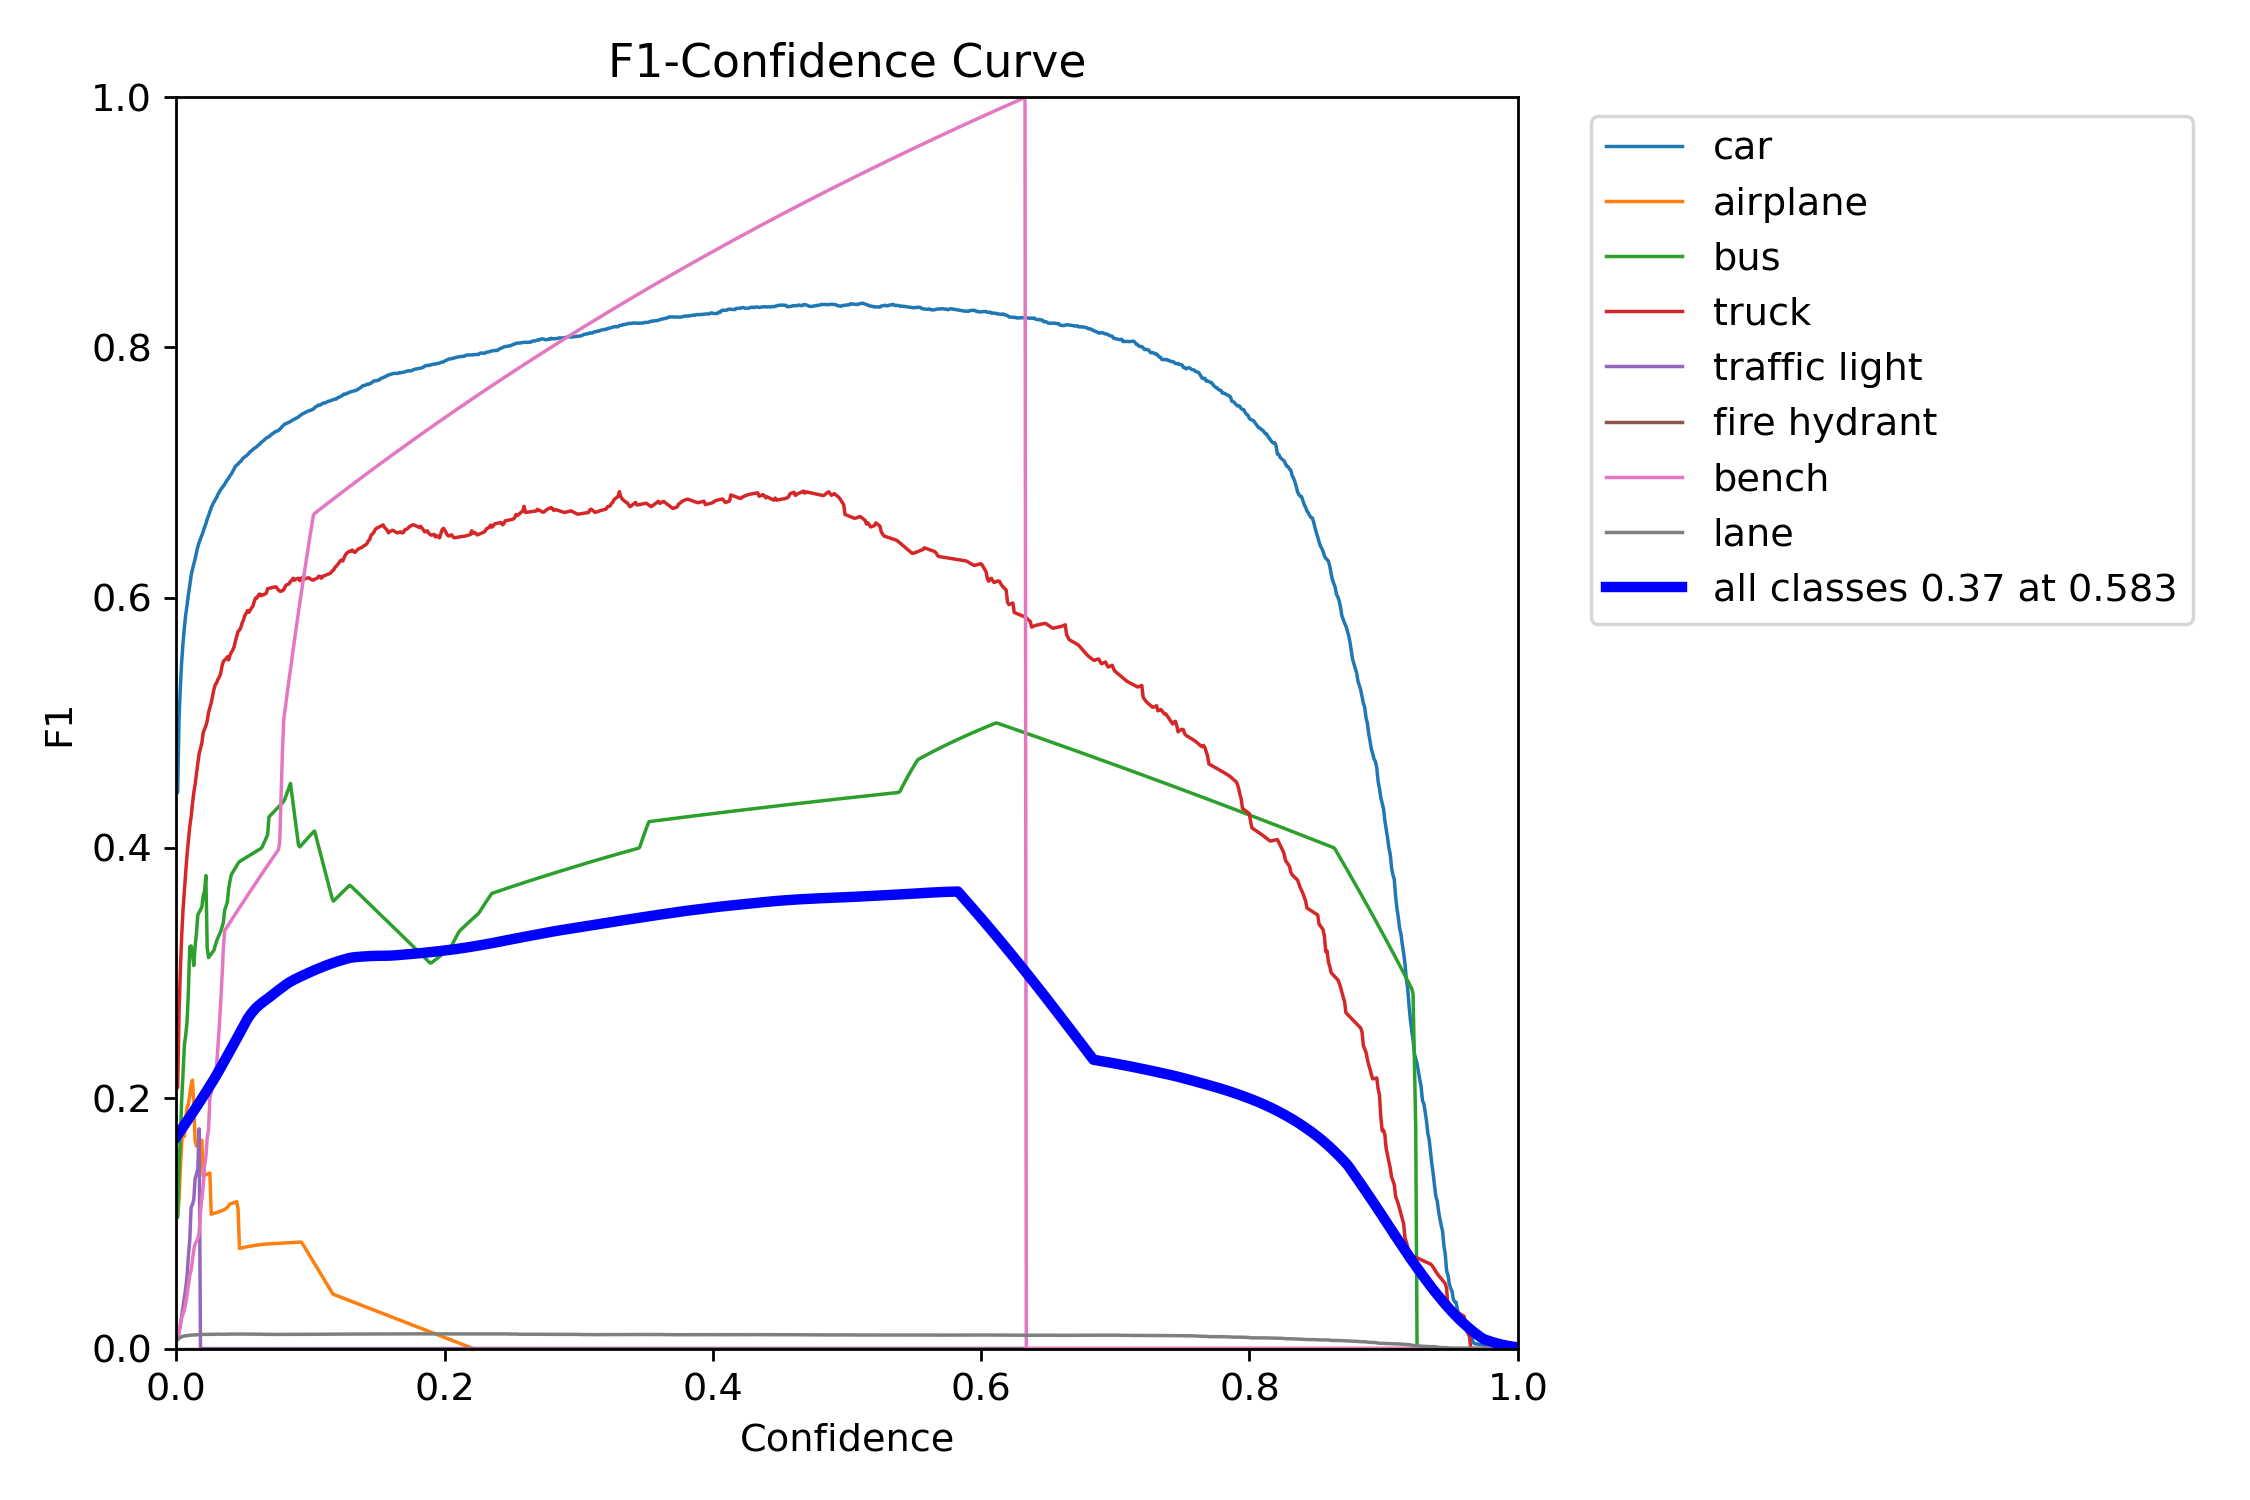 F1-Confidence Curve
F1
1.0
0.8
0.6
0.4
0.2
0.0
0.0 0.2 0.4 0.6 0.8 1.0
Confidence
car
airplane
bus
truck
traffic light
fire hydrant
bench
lane
all classes 0.37 at 0.583